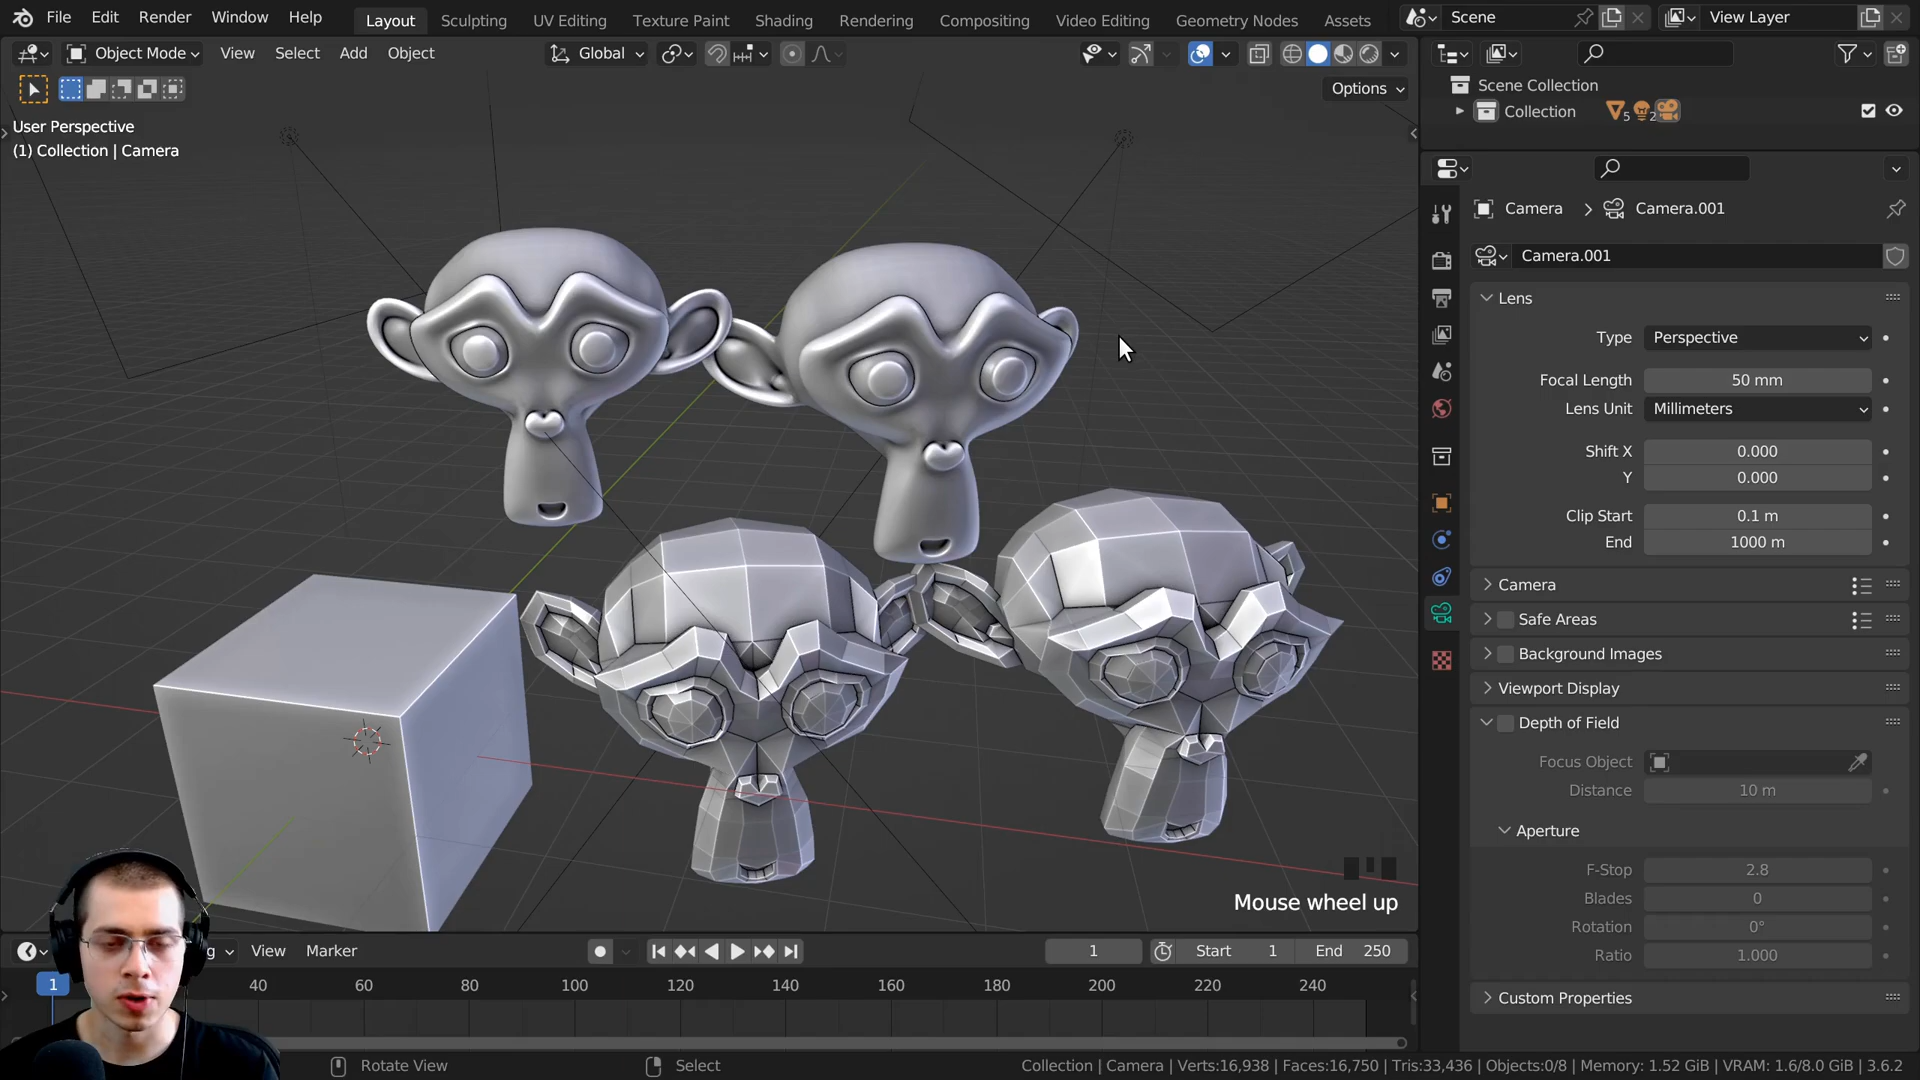 File Edit Render Window Help Layout Sculpting UV Editing Texture Paint Shading Rendering Compositing Video Editing Geometry Nodes Assets Scene View Layer
Object Mode View Select Add Object Global
Options
User Perspective
(1) Collection | Camera
Scene Collection
Collection 5 2
Camera > Camera.001
Camera.001
Lens
Type Perspective
Focal Length 50 mm
Lens Unit Millimeters
Shift X 0.000
Y 0.000
Clip Start 0.1 m
End 1000 m
Camera
Safe Areas
Background Images
Viewport Display
Depth of Field
Focus Object
Distance 10 m
Aperture
F-Stop 2.8
Blades 0
Rotation 0°
Ratio 1.000
Custom Properties
Mouse wheel up
g View Marker 1 Start 1 End 250
1 40 60 80 100 120 140 160 180 200 220 240
Rotate View Select Collection | Camera | Verts:16,938 | Faces:16,750 | Tris:33,436 | Objects:0/8 | Memory: 1.52 GiB | VRAM: 1.6/8.0 GiB | 3.6.2